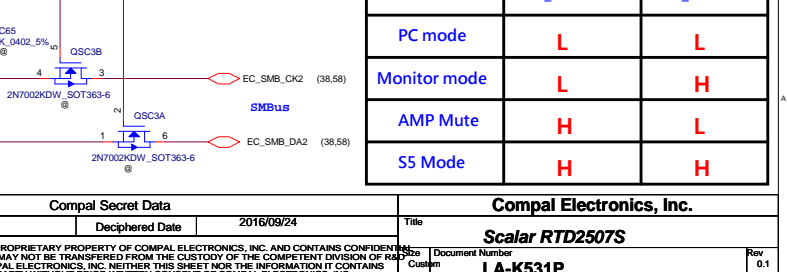 C65
K_0402_5%
@
5
QSC3B
4
3
2N7002KDW_SOT363-6
@
EC_SMB_CK2 (38,58)
SMBus
2
QSC3A
1
6
2N7002KDW_SOT363-6
@
EC_SMB_DA2 (38,58)
PC mode L L
Monitor mode L H
AMP Mute H L
S5 Mode H H
A
Compal Secret Data
Deciphered Date 2016/09/24
ROPRIETARY PROPERTY OF COMPAL ELECTRONICS, INC. AND CONTAINS CONFIDENTIAL
MAY NOT BE TRANSFERED FROM THE CUSTODY OF THE COMPETENT DIVISION OF R&D
PAL ELECTRONICS, INC. NEITHER THIS SHEET NOR THE INFORMATION IT CONTAINS
Compal Electronics, Inc.
Title
Scalar RTD2507S
Size Document Number Rev
Custom LA-K531P 0.1